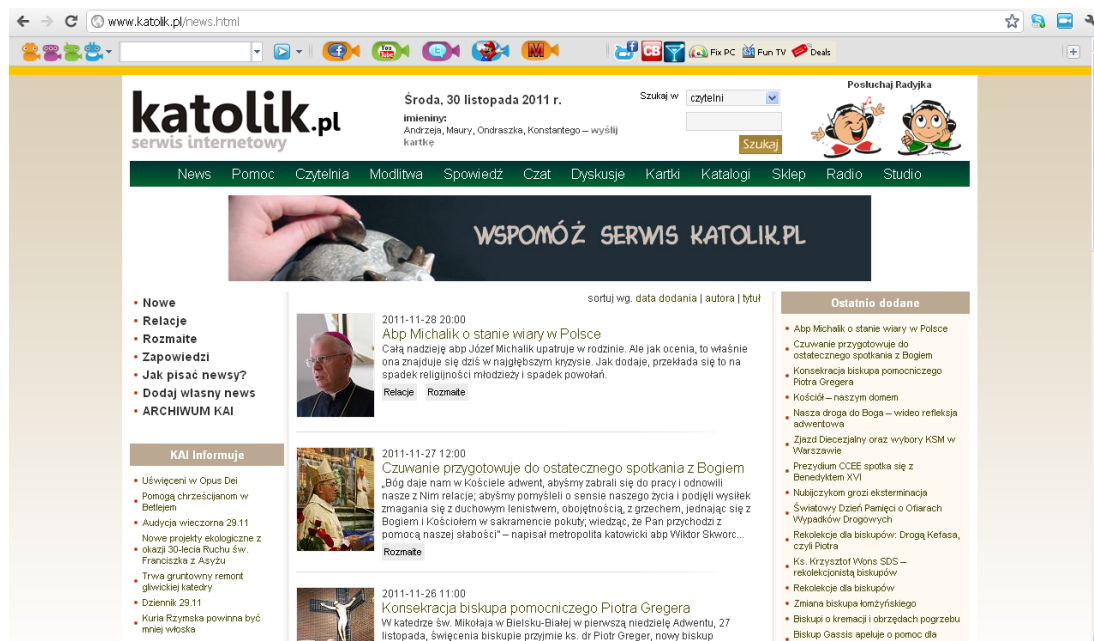 www.katolik.pl/news.html
You Tube
CB
Fix PC
Fun TV
Deals
katolik.pl
serwis internetowy
Środa, 30 listopada 2011 r.
imieniny:
Andrzeja, Maury, Ondraszka, Konstantego – wyślij
kartkę
Szukaj w
czytelni
Szukaj
Posłuchaj Radyjka
News Pomoc Czytelnia Modlitwa Spowiedź Czat Dyskusje Kartki Katalogi Sklep Radio Studio
WSPOMÓŻ SERWIS KATOLIK.PL
Nowe
Relacje
Rozmaite
Zapowiedzi
Jak pisać newsy?
Dodaj własny news
ARCHIWUM KAI
KAI Informuje
Uświęceni w Opus Dei
Pomogą chrześcijanom w
Betlejem
Audycja wieczorna 29.11
Nowe projekty ekologiczne z
okazji 30-lecia Ruchu św.
Franciszka z Asyżu
Trwa gruntowny remont
gliwickiej katedry
Dziennik 29.11
Kuria Rzymska powinna być
mniej włoska
sortuj wg. data dodania | autora | tytuł
2011-11-28 20:00
Abp Michalik o stanie wiary w Polsce
Całą nadzieję abp Józef Michalik upatruje w rodzinie. Ale jak ocenia, to właśnie
ona znajduje się dziś w najgłębszym kryzysie. Jak dodaje, przekłada się to na
spadek religijności młodzieży i spadek powołań.
Relacje Rozmaite
2011-11-27 12:00
Czuwanie przygotowuje do ostatecznego spotkania z Bogiem
„Bóg daje nam w Kościele adwent, abyśmy zabrali się do pracy i odnowili
nasze z Nim relacje; abyśmy pomyśleli o sensie naszego życia i podjęli wysiłek
zmagania się z duchowym lenistwem, obojętnością, z grzechem, jednając się z
Bogiem i Kościołem w sakramencie pokuty; wiedząc, że Pan przychodzi z
pomocą naszej słabości” – napisał metropolita katowicki abp Wiktor Skworc...
Rozmaite
2011-11-26 11:00
Konsekracja biskupa pomocniczego Piotra Gregera
W katedrze św. Mikołaja w Bielsku-Białej w pierwszą niedzielę Adwentu, 27
listopada, święcenia biskupie przyjmie ks. dr Piotr Greger, nowy biskup
Ostatnio dodane
Abp Michalik o stanie wiary w Polsce
Czuwanie przygotowuje do
ostatecznego spotkania z Bogiem
Konsekracja biskupa pomocniczego
Piotra Gregera
Kościół – naszym domem
Nasza droga do Boga – wideo refleksja
adwentowa
Zjazd Diecezjalny oraz wybory KSM w
Warszawie
Prezydium CCEE spotka się z
Benedyktem XVI
Nubijczykom grozi eksterminacja
Światowy Dzień Pamięci o Ofiarach
Wypadków Drogowych
Rekolekcje dla biskupów: Drogą Kefasa,
czyli Piotra
Ks. Krzysztof Wons SDS –
rekolekcjonistą biskupów
Rekolekcje dla biskupów
Zmiana biskupa łomżyńskiego
Biskupi o kremacji i obrzędach pogrzebu
Biskup Gassis apeluje o pomoc dla